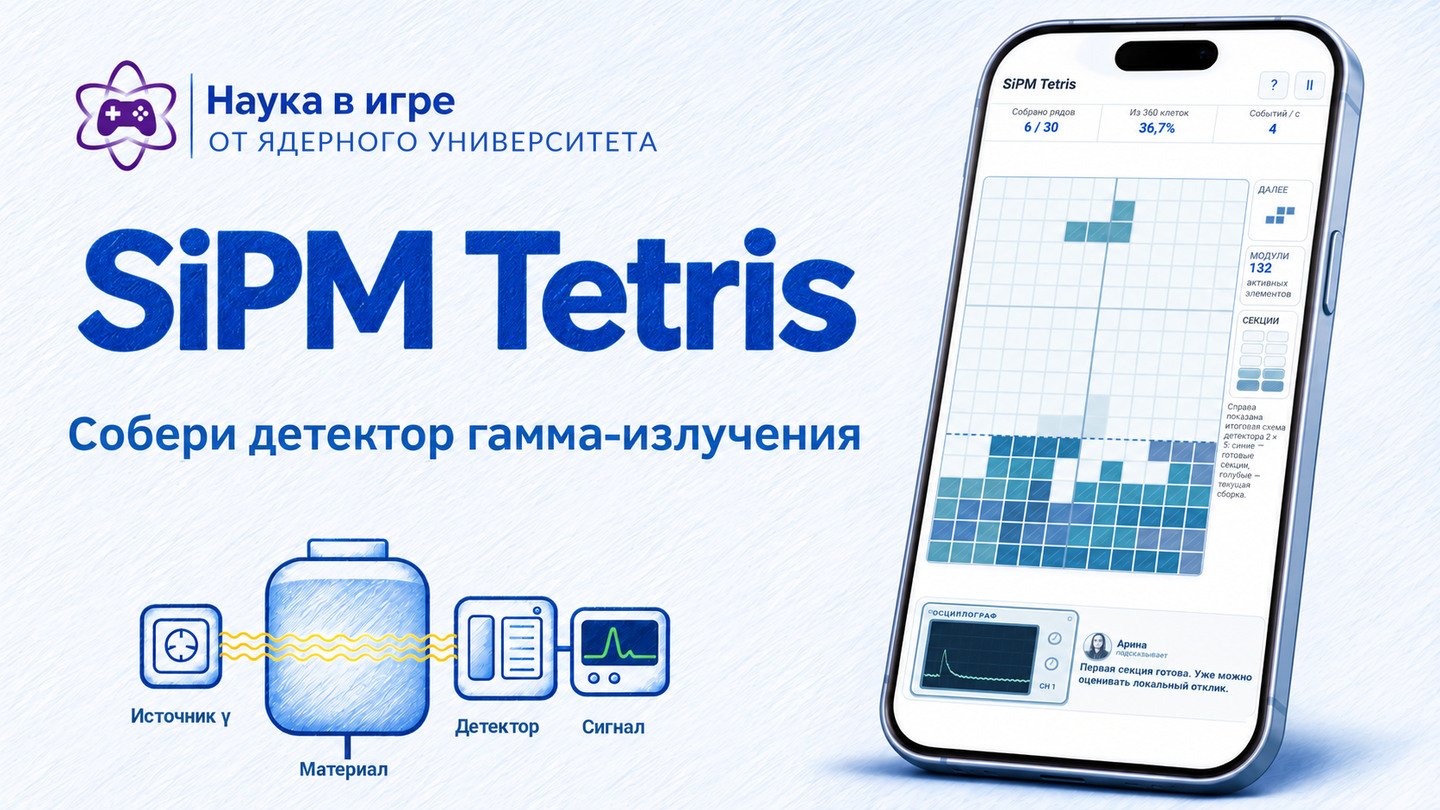 Наука в игре
ОТ ЯДЕРНОГО УНИВЕРСИТЕТА
SiPM Tetris
Собери детектор гамма-излучения
Источник γ
Материал
Детектор
Сигнал
SiPM Tetris
?
II
Собрано рядов
6 / 30
Из 360 клеток
36,7%
Событий / с
4
ДАЛЕЕ
МОДУЛИ
132
активных
элементов
СЕКЦИИ
Справа
показана
итоговая схема
детектора 2 ×
5: синие —
готовые
секции,
голубые —
текущая
сборка.
ОСЦИЛЛОГРАФ
CH 1
Арина
подсказывает
Первая секция готова. Уже можно
оценивать локальный отклик.